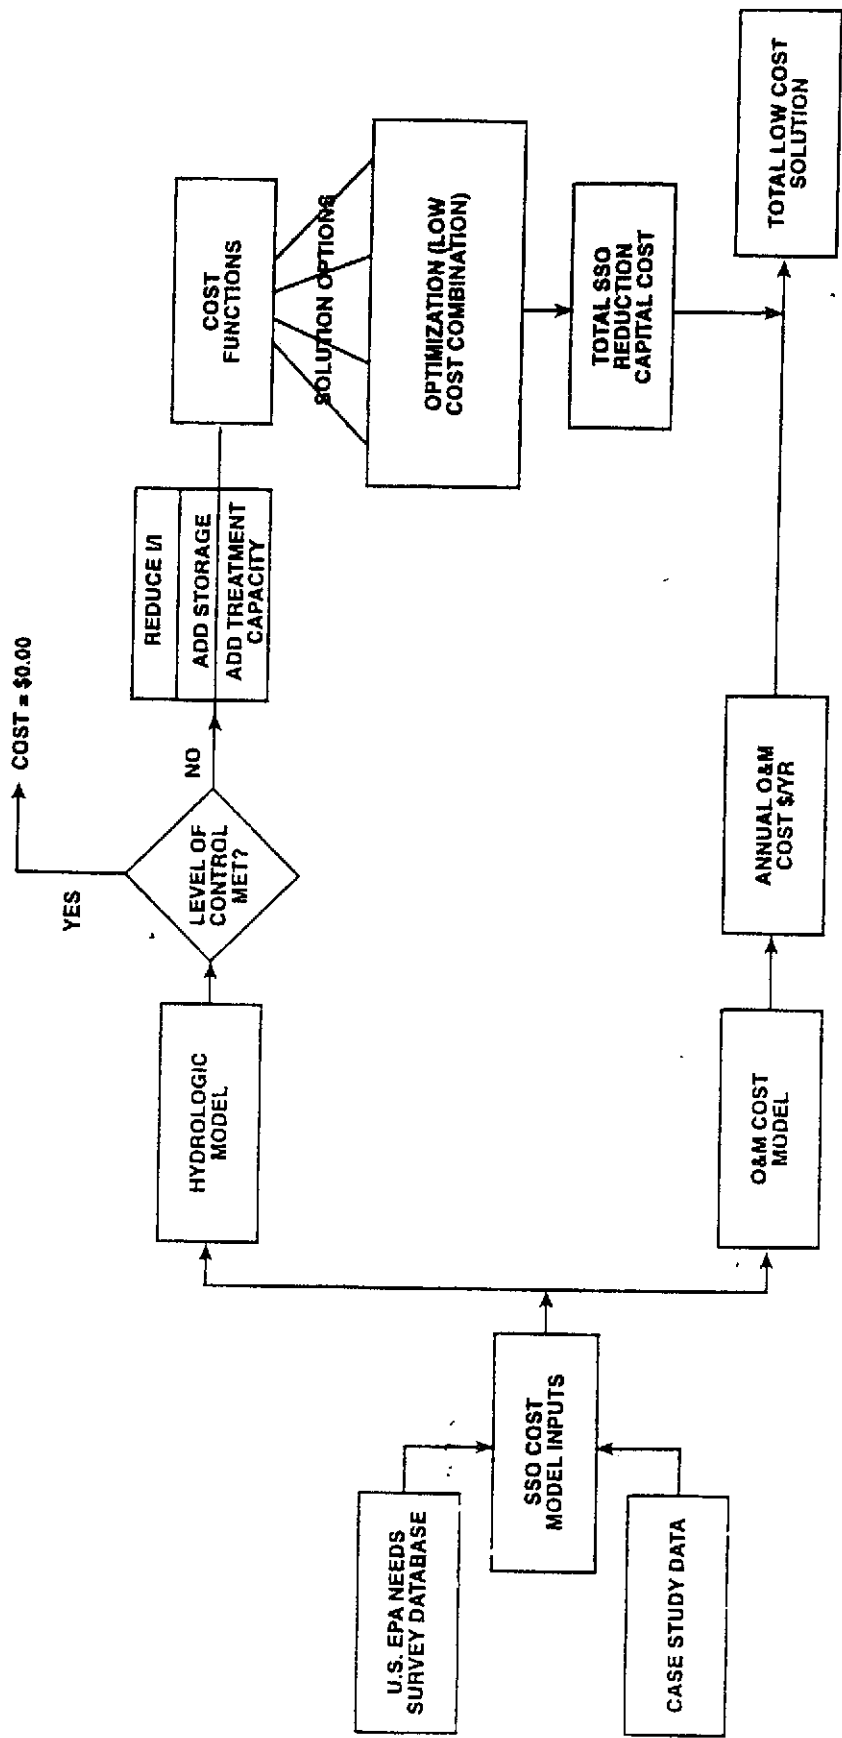 U.S. EPA NEEDS
SURVEY DATABASE
CASE STUDY DATA
SSO COST
MODEL INPUTS
HYDROLOGIC
MODEL
LEVEL OF
CONTROL
MET?
YES
COST = $0.00
NO
REDUCE I/I
ADD STORAGE
ADD TREATMENT
CAPACITY
COST
FUNCTIONS
SOLUTION OPTIONS
OPTIMIZATION (LOW
COST COMBINATION)
TOTAL SSO
REDUCTION
CAPITAL COST
O&M COST
MODEL
ANNUAL O&M
COST $/YR
TOTAL LOW COST
SOLUTION